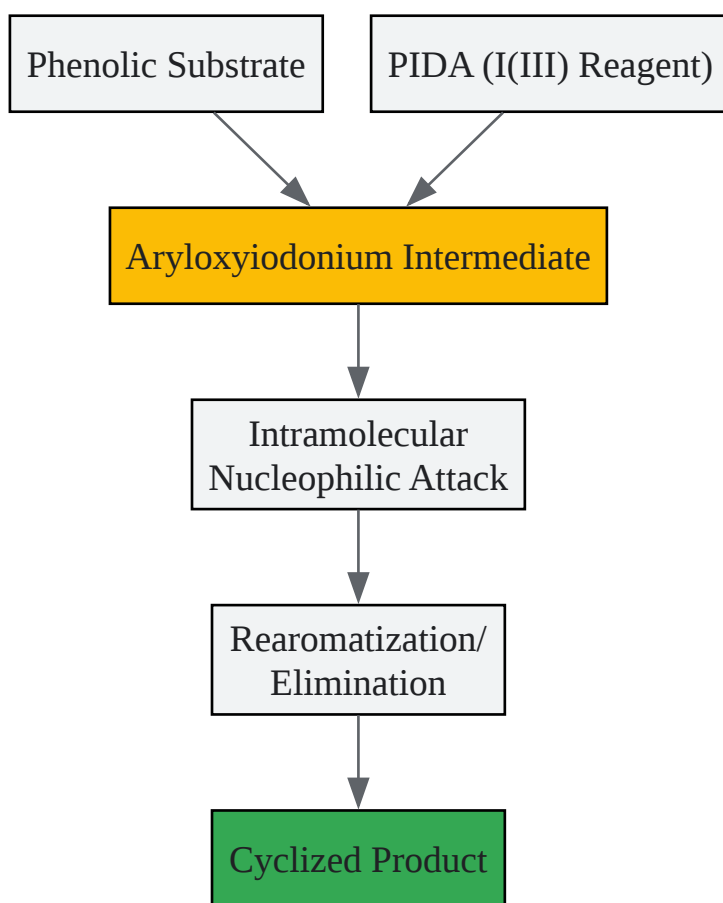 Phenolic Substrate
PIDA (I(III) Reagent)
Aryloxyiodonium Intermediate
Intramolecular
Nucleophilic Attack
Rearomatization/
Elimination
Cyclized Product